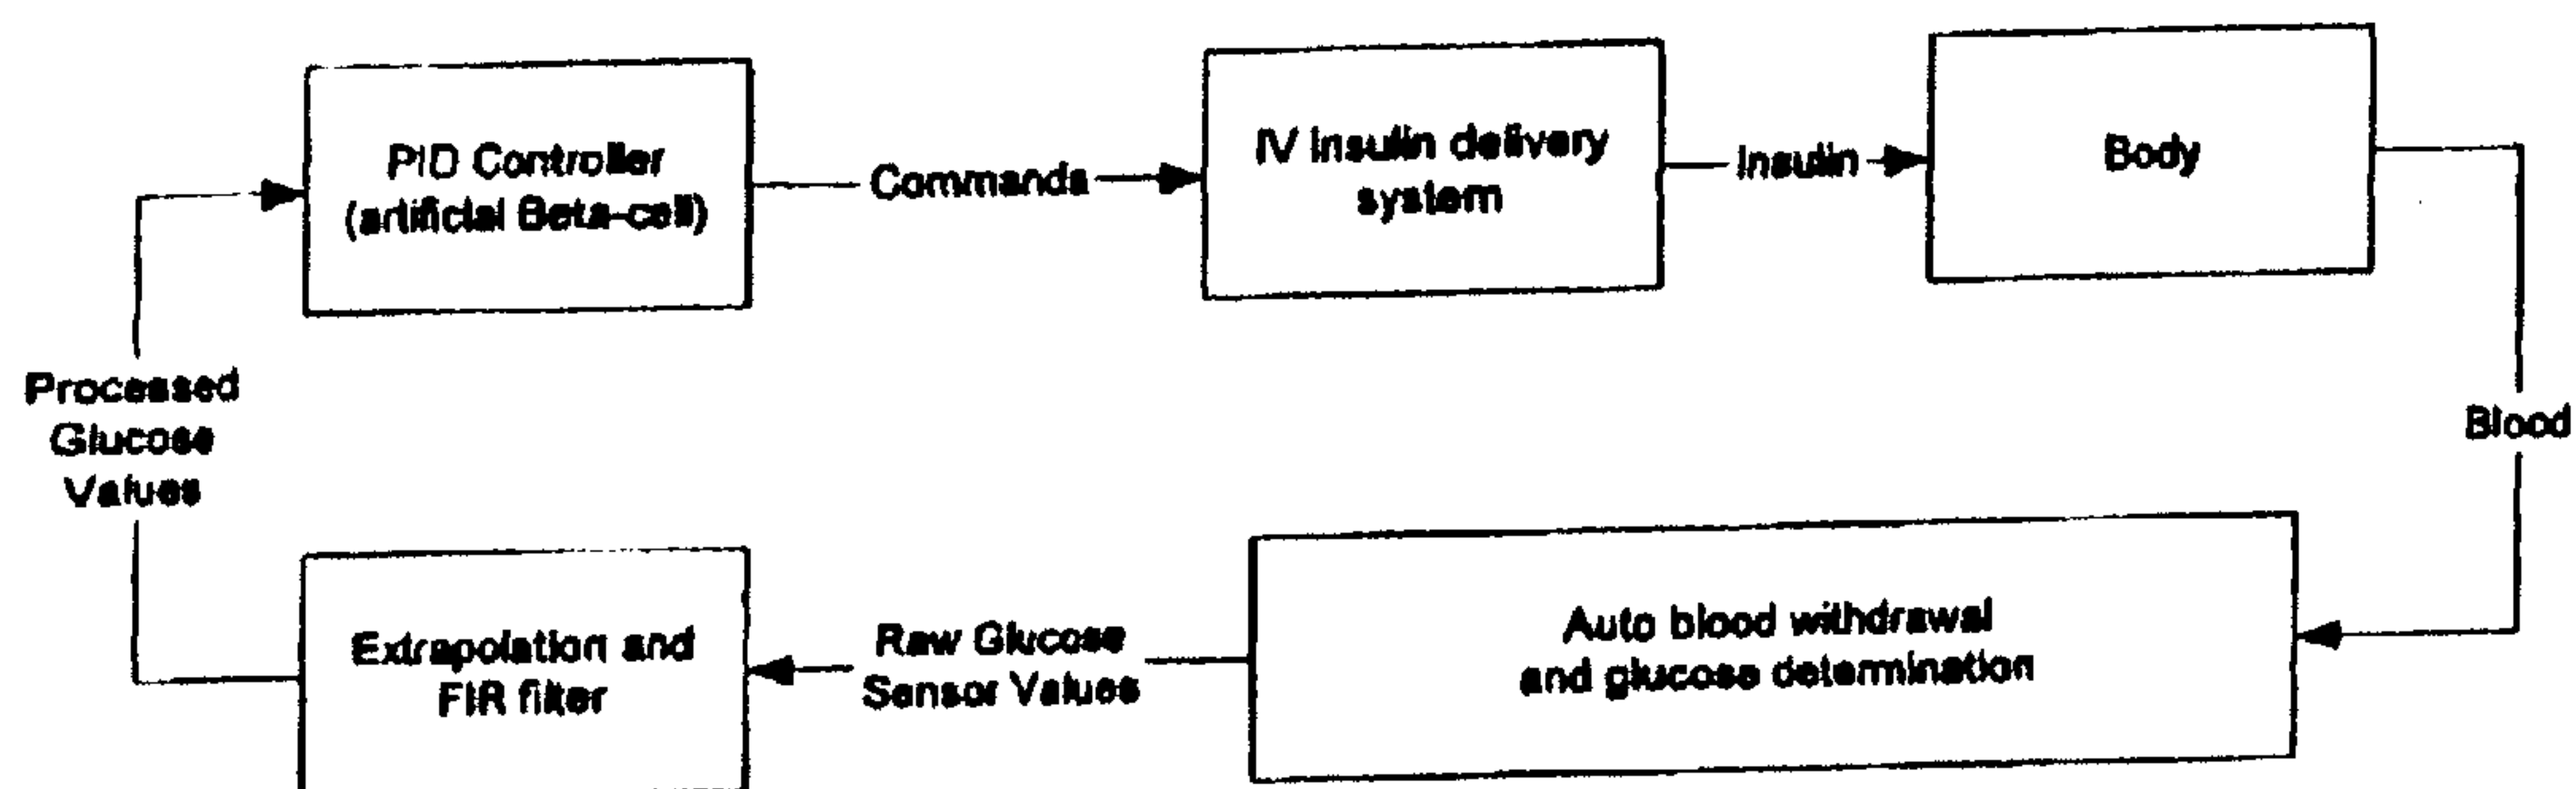 PID Controller
(artificial Beta-cell)
Commands
IV Insulin delivery
system
Insulin
Body
Processed
Glucose
Values
Blood
Extrapolation and
FIR filter
Raw Glucose
Sensor Values
Auto blood withdrawal
and glucose determination